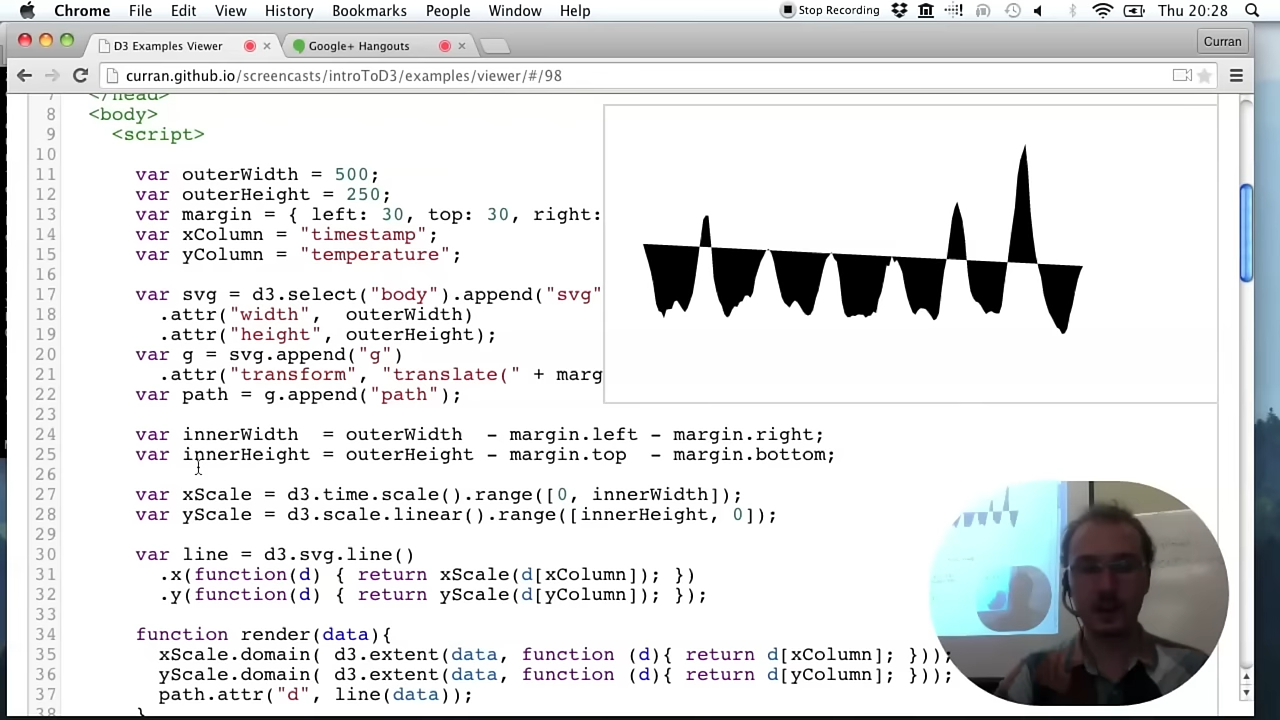 Chrome File Edit View History Bookmarks People Window Help Stop Recording Thu 20:28
D3 Examples Viewer Google+ Hangouts Curran
curran.github.io/screencasts/introToD3/examples/viewer/#/98
7 </head>
8 <body>
9 <script>
10
11 var outerWidth = 500;
12 var outerHeight = 250;
13 var margin = { left: 30, top: 30, right:
14 var xColumn = "timestamp";
15 var yColumn = "temperature";
16
17 var svg = d3.select("body").append("svg"
18 .attr("width", outerWidth)
19 .attr("height", outerHeight);
20 var g = svg.append("g")
21 .attr("transform", "translate(" + marg
22 var path = g.append("path");
23
24 var innerWidth = outerWidth - margin.left - margin.right;
25 var innerHeight = outerHeight - margin.top - margin.bottom;
26
27 var xScale = d3.time.scale().range([0, innerWidth]);
28 var yScale = d3.scale.linear().range([innerHeight, 0]);
29
30 var line = d3.svg.line()
31 .x(function(d) { return xScale(d[xColumn]); })
32 .y(function(d) { return yScale(d[yColumn]); });
33
34 function render(data){
35 xScale.domain( d3.extent(data, function (d){ return d[xColumn]; }));
36 yScale.domain( d3.extent(data, function (d){ return d[yColumn]; }));
37 path.attr("d", line(data));
38 }